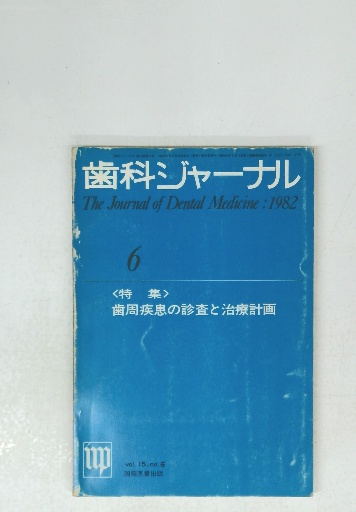 歯科ジャーナル
The Journal of Dental Medicine : 1982
6
<特 集>
歯周疾患の診査と治療計画
vol. 15, no. 6
国際医書出版